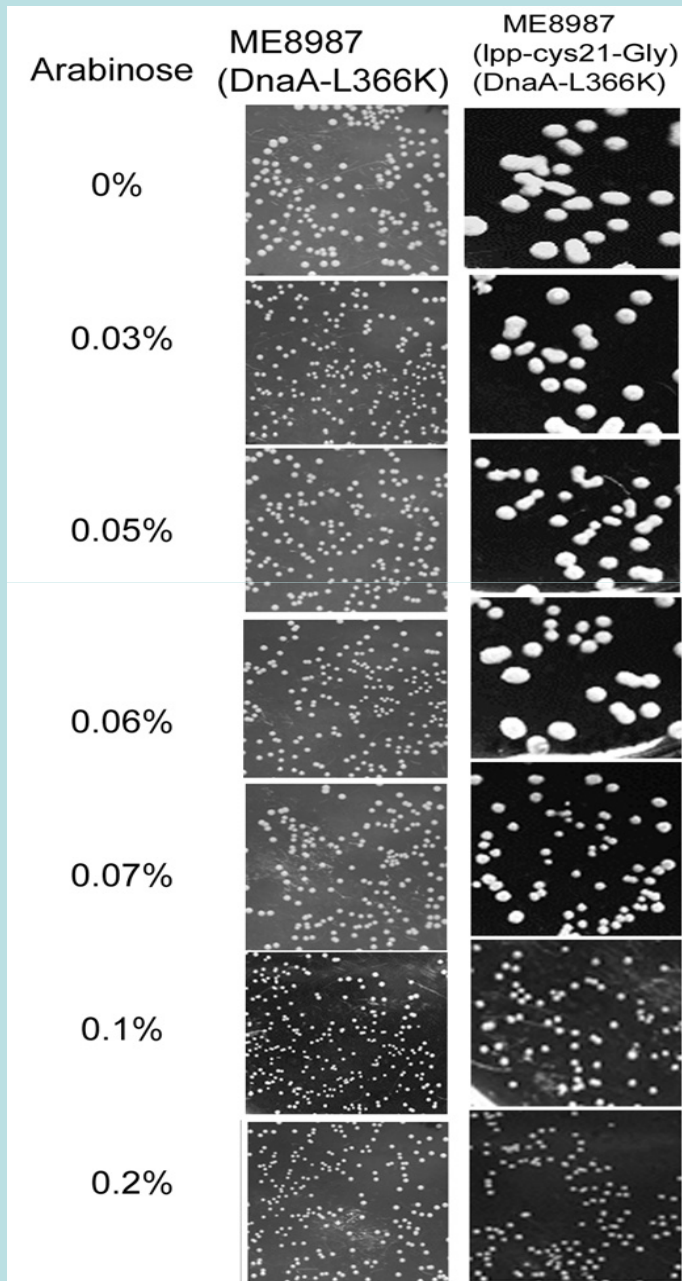 Arabinose
ME8987
(DnaA-L366K)
ME8987
(lpp-cys21-Gly)
(DnaA-L366K)
0%
0.03%
0.05%
0.06%
0.07%
0.1%
0.2%